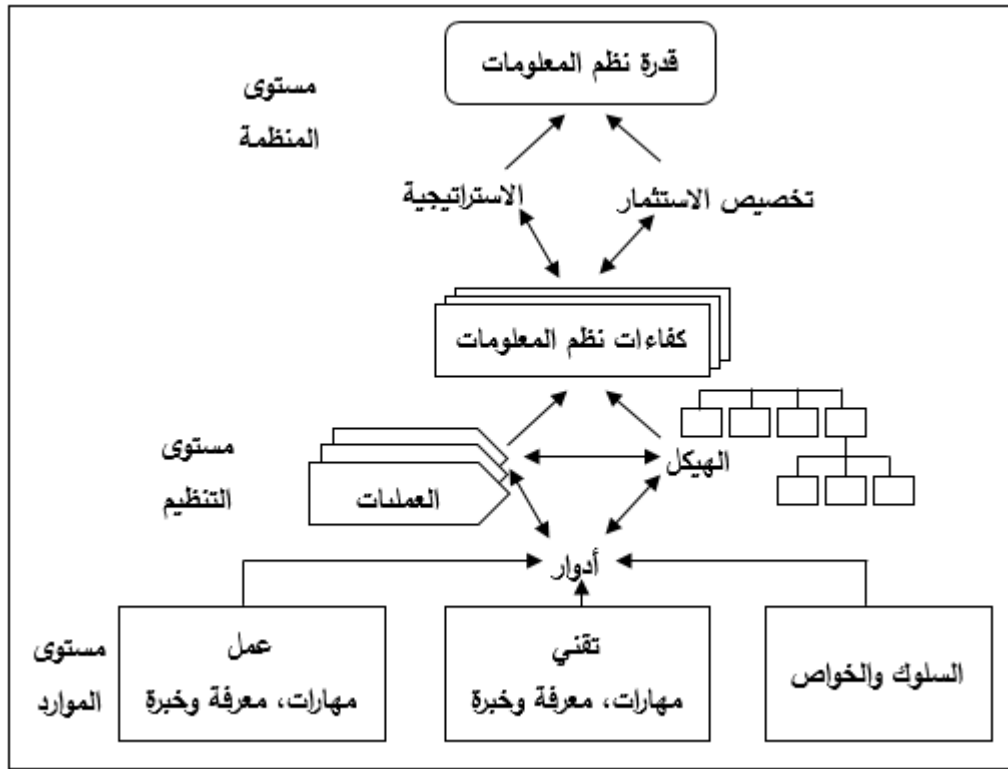 قدرة نظم المعلومات
مستوى
المنظمة
تخصيص الاستثمار
الاستراتيجية
كفاءات نظم المعلومات
الهيكل
العمليات
مستوى
التنظيم
أدوار
السلوك والخواص
تقني
مهارات، معرفة وخبرة
عمل
مهارات، معرفة وخبرة
مستوى
الموارد